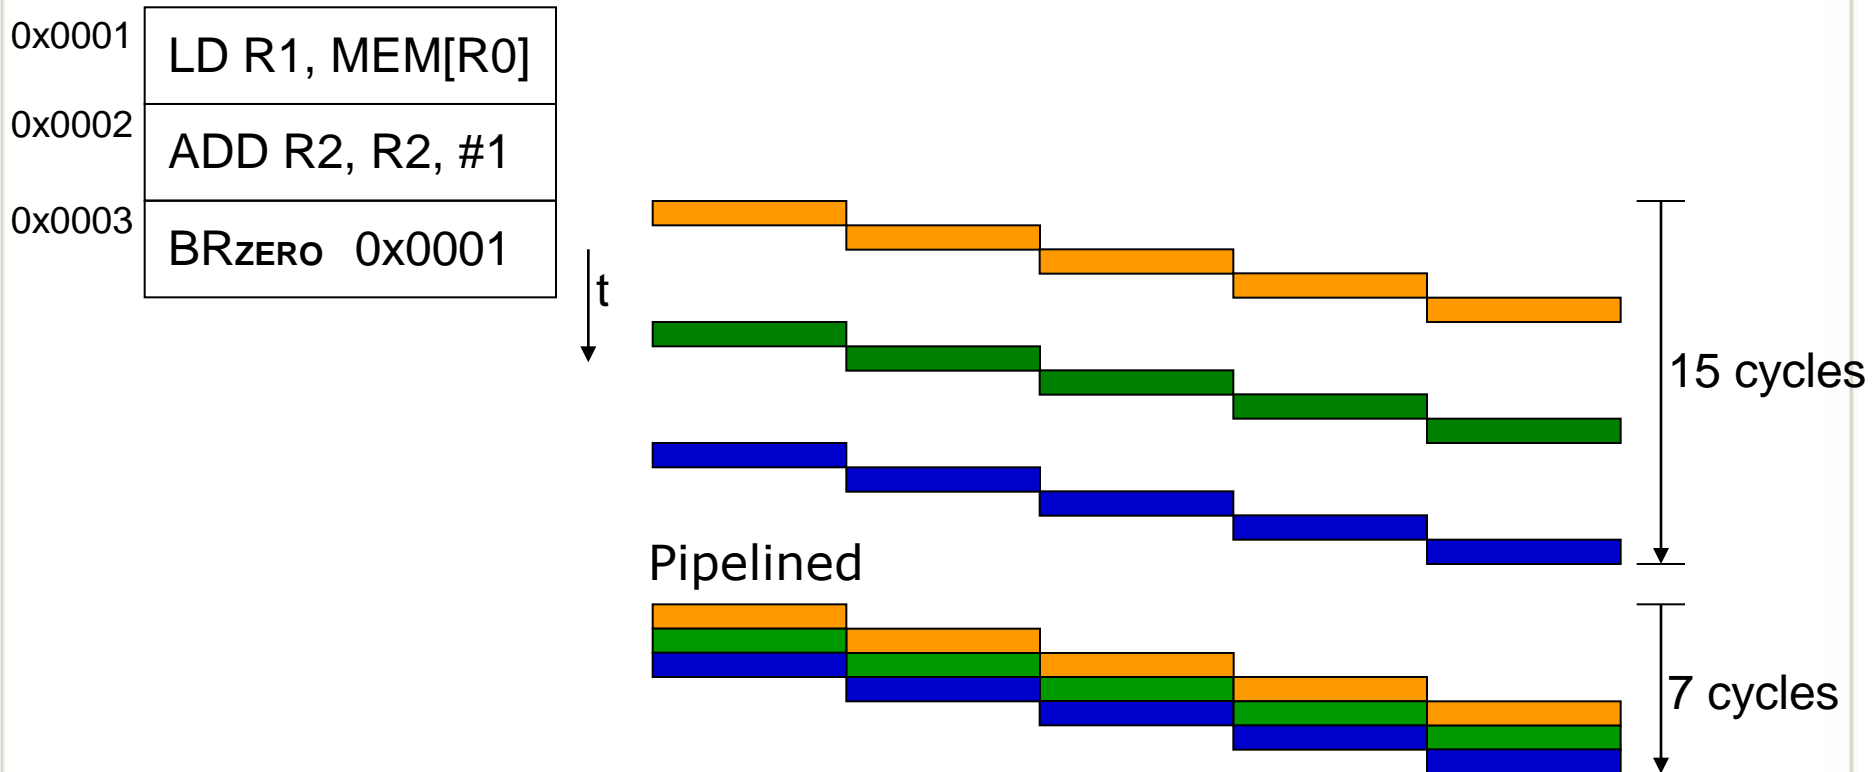 0x0001
LD R1, MEM[R0]
0x0002
ADD R2, R2, #1
0x0003
BRZERO 0x0001
t
15 cycles
Pipelined
7 cycles